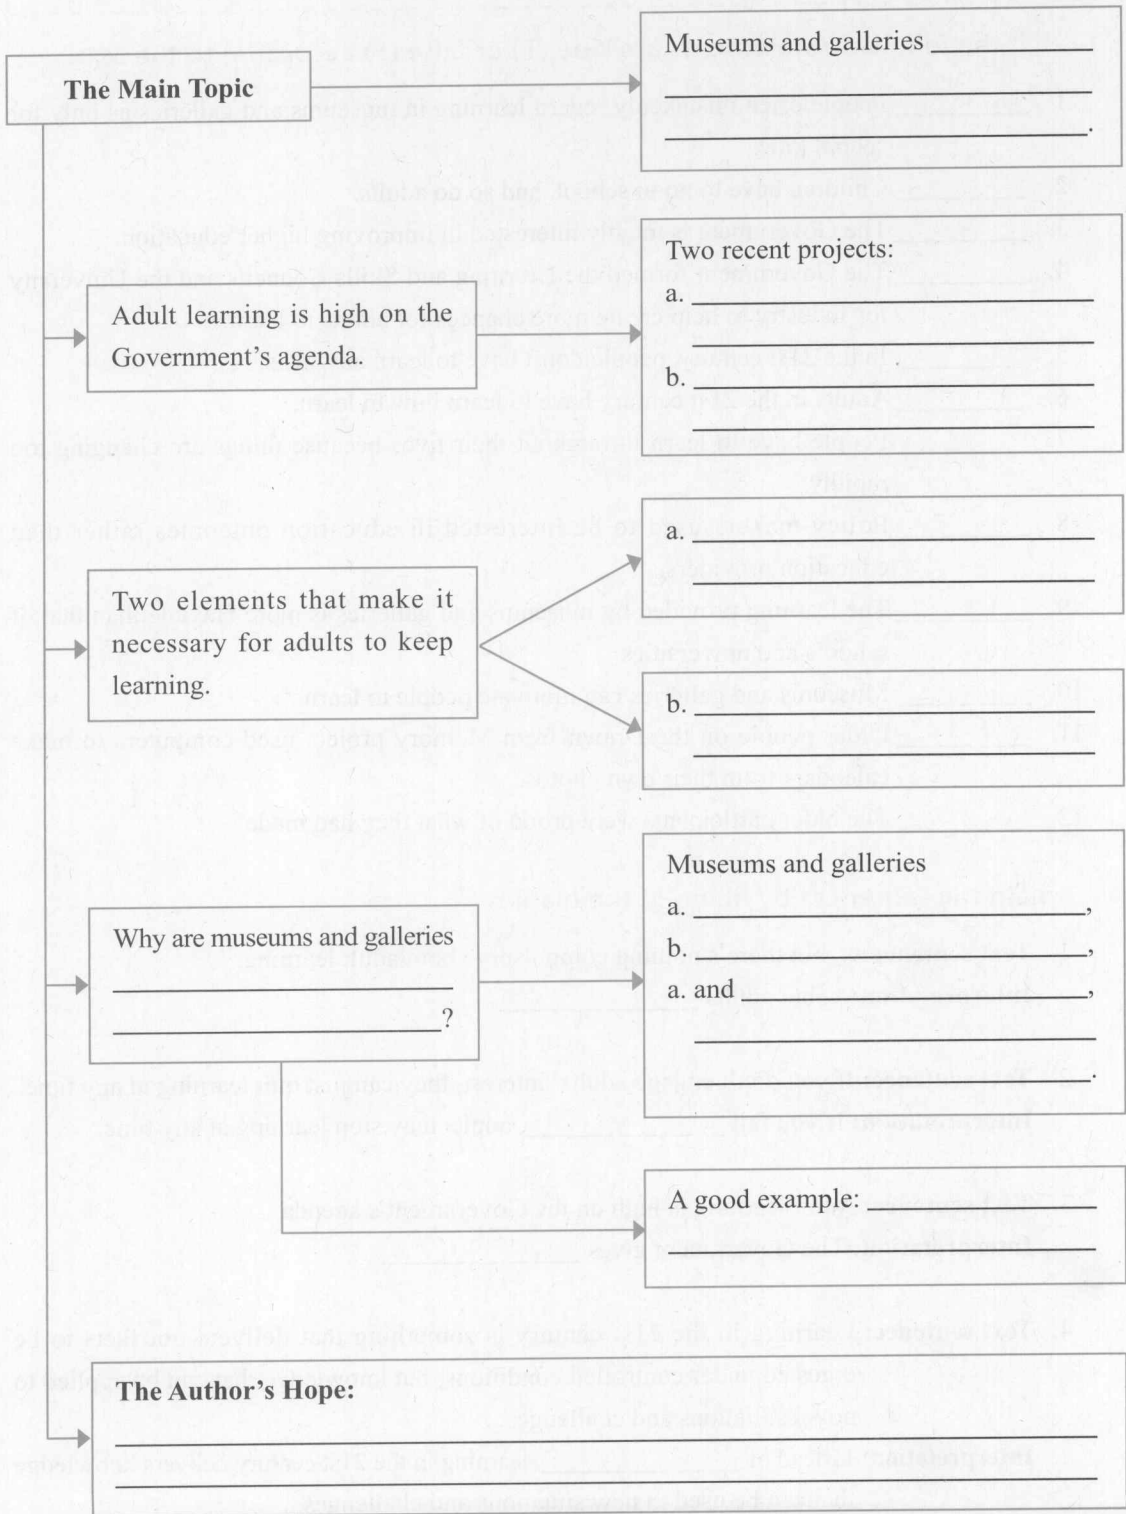 The Main Topic
Museums and galleries
.
Adult learning is high on the
Government's agenda.
Two recent projects:
a.
b.
Two elements that make it
necessary for adults to keep
learning.
a.
b.
Why are museums and galleries
?
Museums and galleries
a. ,
b. ,
a. and ,
.
A good example:
The Author's Hope: